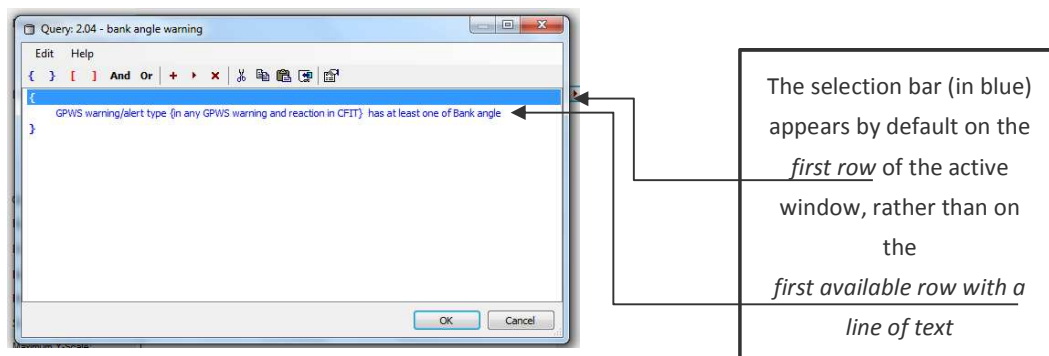 Query: 2.04 - bank angle warning
Edit Help
{ } [ ] And Or
{
GPWS warning/alert type {in any GPWS warning and reaction in CFIT} has at least one of Bank angle
}
OK Cancel
Maximum Y-Scale:
The selection bar (in blue)
appears by default on the
first row of the active
window, rather than on
the
first available row with a
line of text